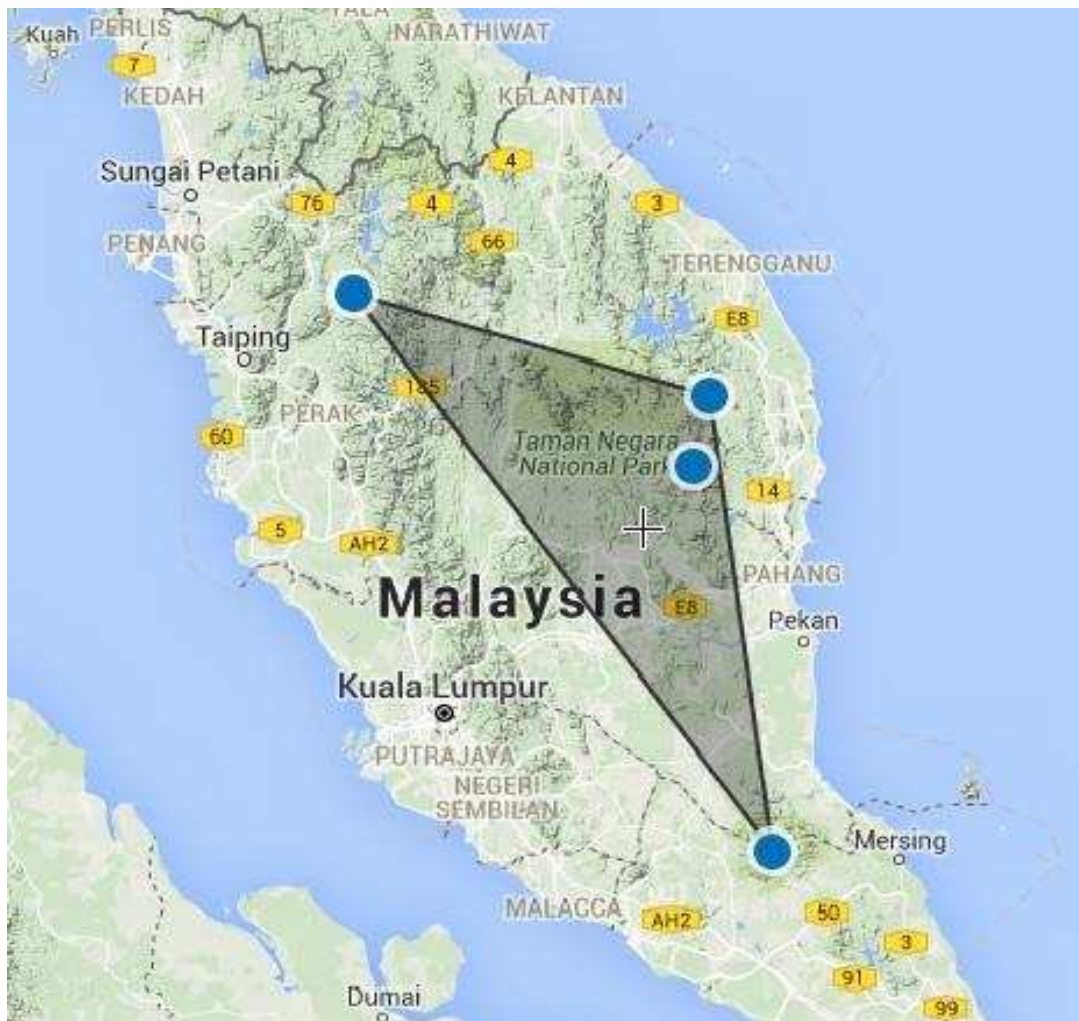 YALA
Kuah
PERLIS
NARATHIWAT
7
KEDAH
KELANTAN
4
Sungai Petani
76
4
3
PENANG
66
TERENGGANU
E8
Taiping
185
PERAK
60
Taman Negara
National Park
14
5
AH2
PAHANG
Malaysia
E8
Pekan
Kuala Lumpur
PUTRAJAYA
NEGERI
SEMBILAN
Mersing
MALACCA
AH2
50
3
91
Dumai
99